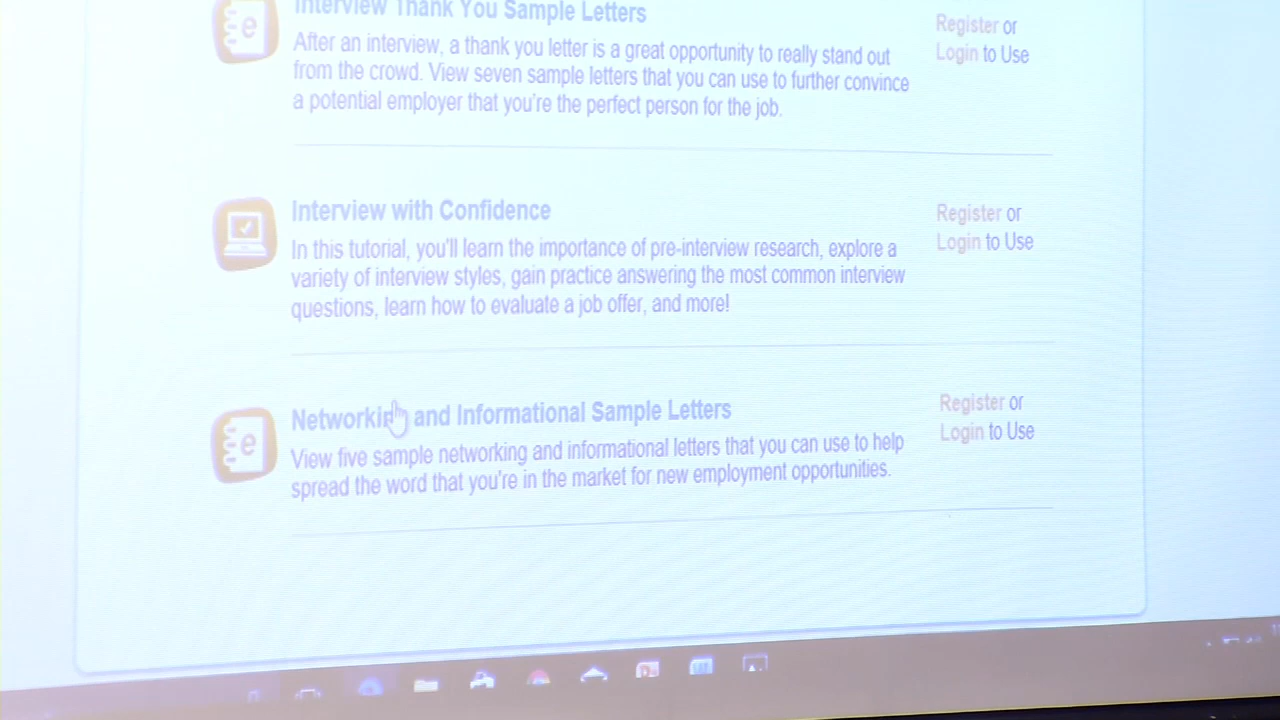 Interview Thank You Sample Letters
After an interview, a thank you letter is a great opportunity to really stand out
from the crowd. View seven sample letters that you can use to further convince
a potential employer that you're the perfect person for the job.
Register or
Login to Use
Interview with Confidence
In this tutorial, you'll learn the importance of pre-interview research, explore a
variety of interview styles, gain practice answering the most common interview
questions, learn how to evaluate a job offer, and more!
Register or
Login to Use
Networking and Informational Sample Letters
View five sample networking and informational letters that you can use to help
spread the word that you're in the market for new employment opportunities.
Register or
Login to Use
e
e